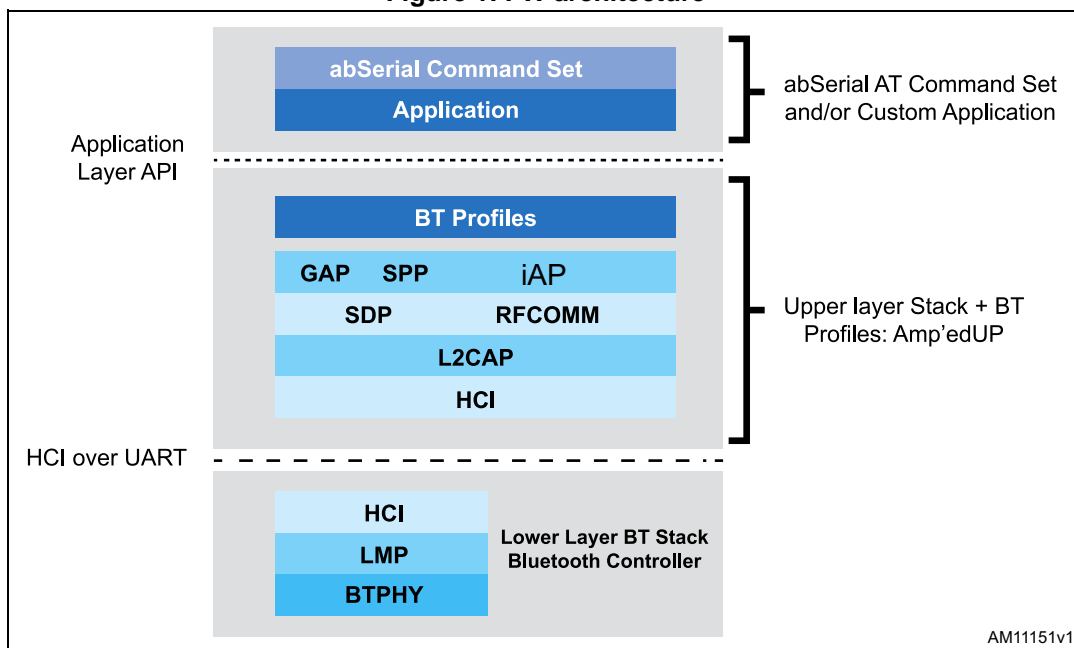 abSerial Command Set
Application
abSerial AT Command Set
and/or Custom Application
Application
Layer API
BT Profiles
GAP SPP iAP
SDP RFCOMM
L2CAP
HCI
Upper layer Stack + BT
Profiles: Amp'edUP
HCI over UART
HCI
LMP
BTPHY
Lower Layer BT Stack
Bluetooth Controller
AM11151v1